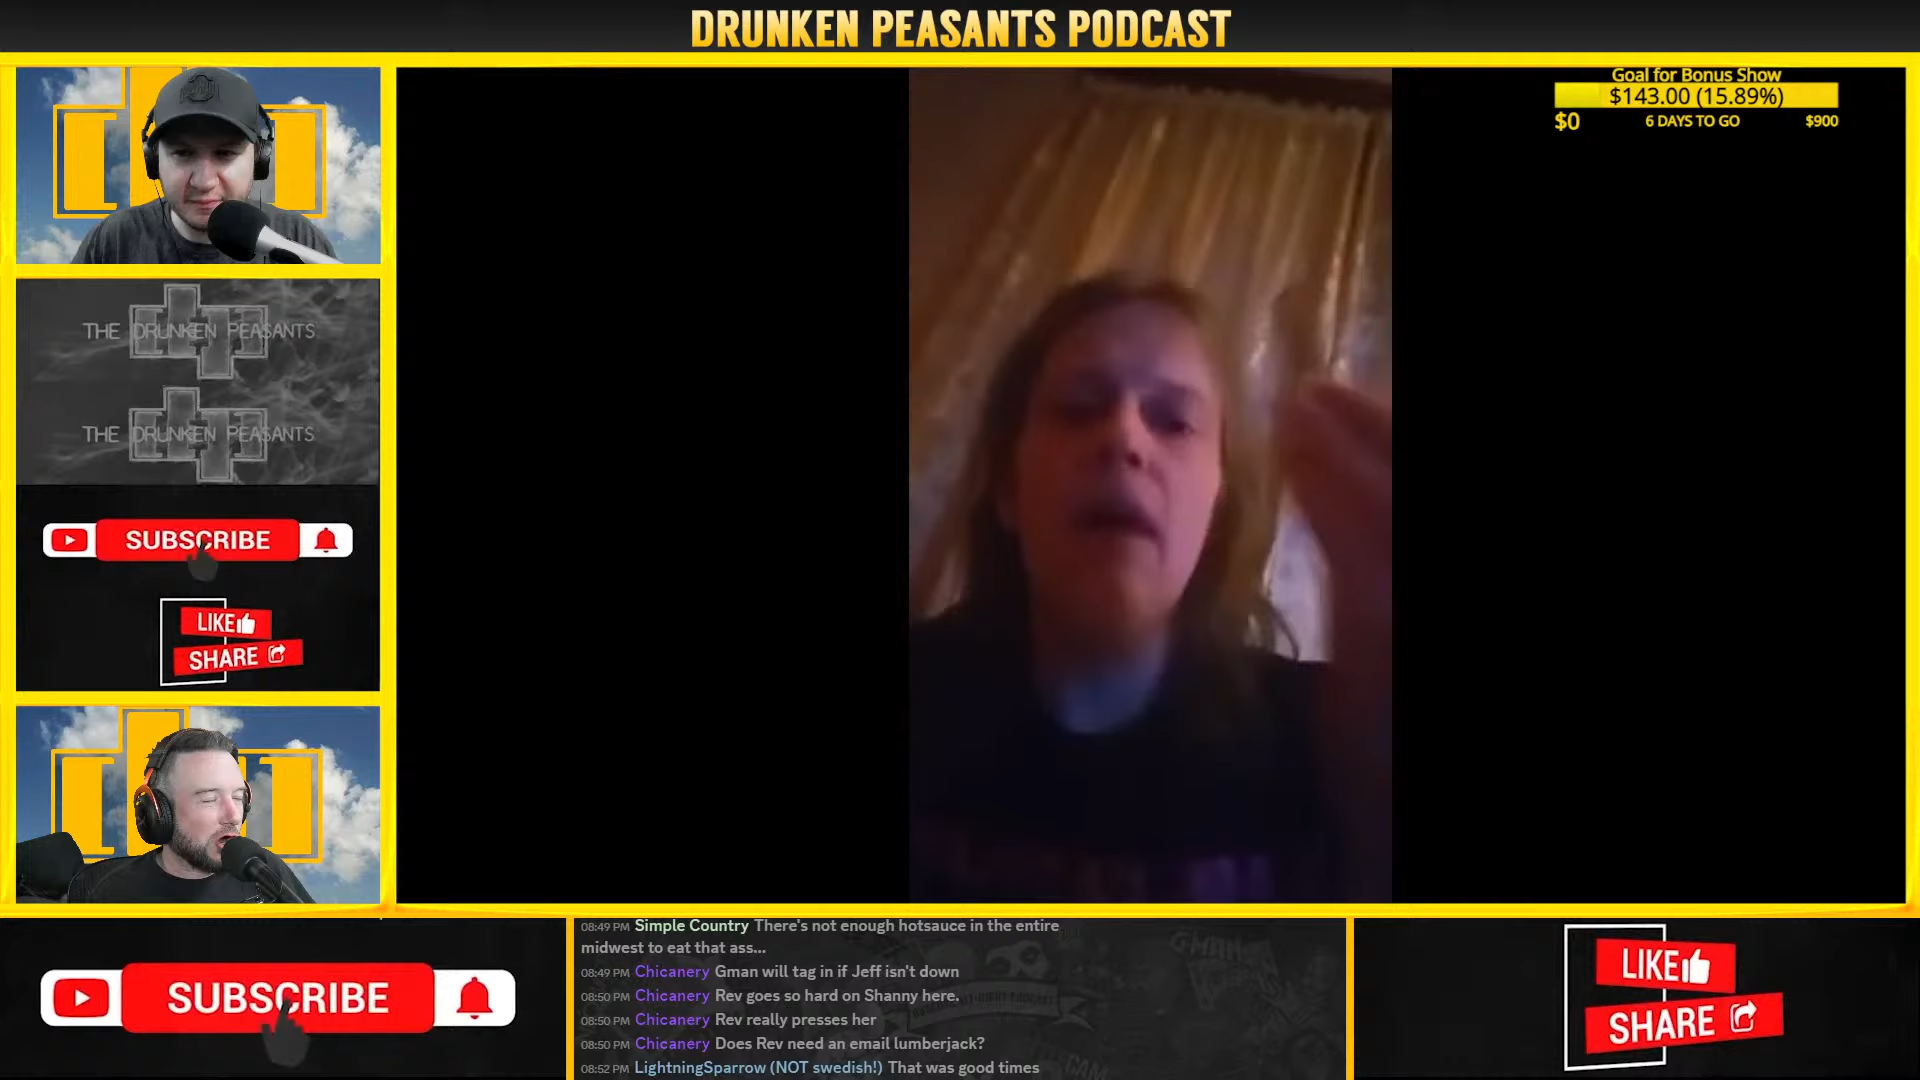 DRUNKEN PEASANTS PODCAST
Goal for Bonus Show
$143.00 (15.89%)
$0 6 DAYS TO GO $900
THE DRUNKEN PEASANTS
THE DRUNKEN PEASANTS
SUBSCRIBE
LIKE
SHARE
08:49 PM Simple Country There's not enough hotsauce in the entire
midwest to eat that ass...
08:49 PM Chicanery Gman will tag in if Jeff isn't down
08:50 PM Chicanery Rev goes so hard on Shanny here.
08:50 PM Chicanery Rev really presses her
08:50 PM Chicanery Does Rev need an email lumberjack?
08:52 PM LightningSparrow (NOT swedish!) That was good times
SUBSCRIBE
LIKE
SHARE